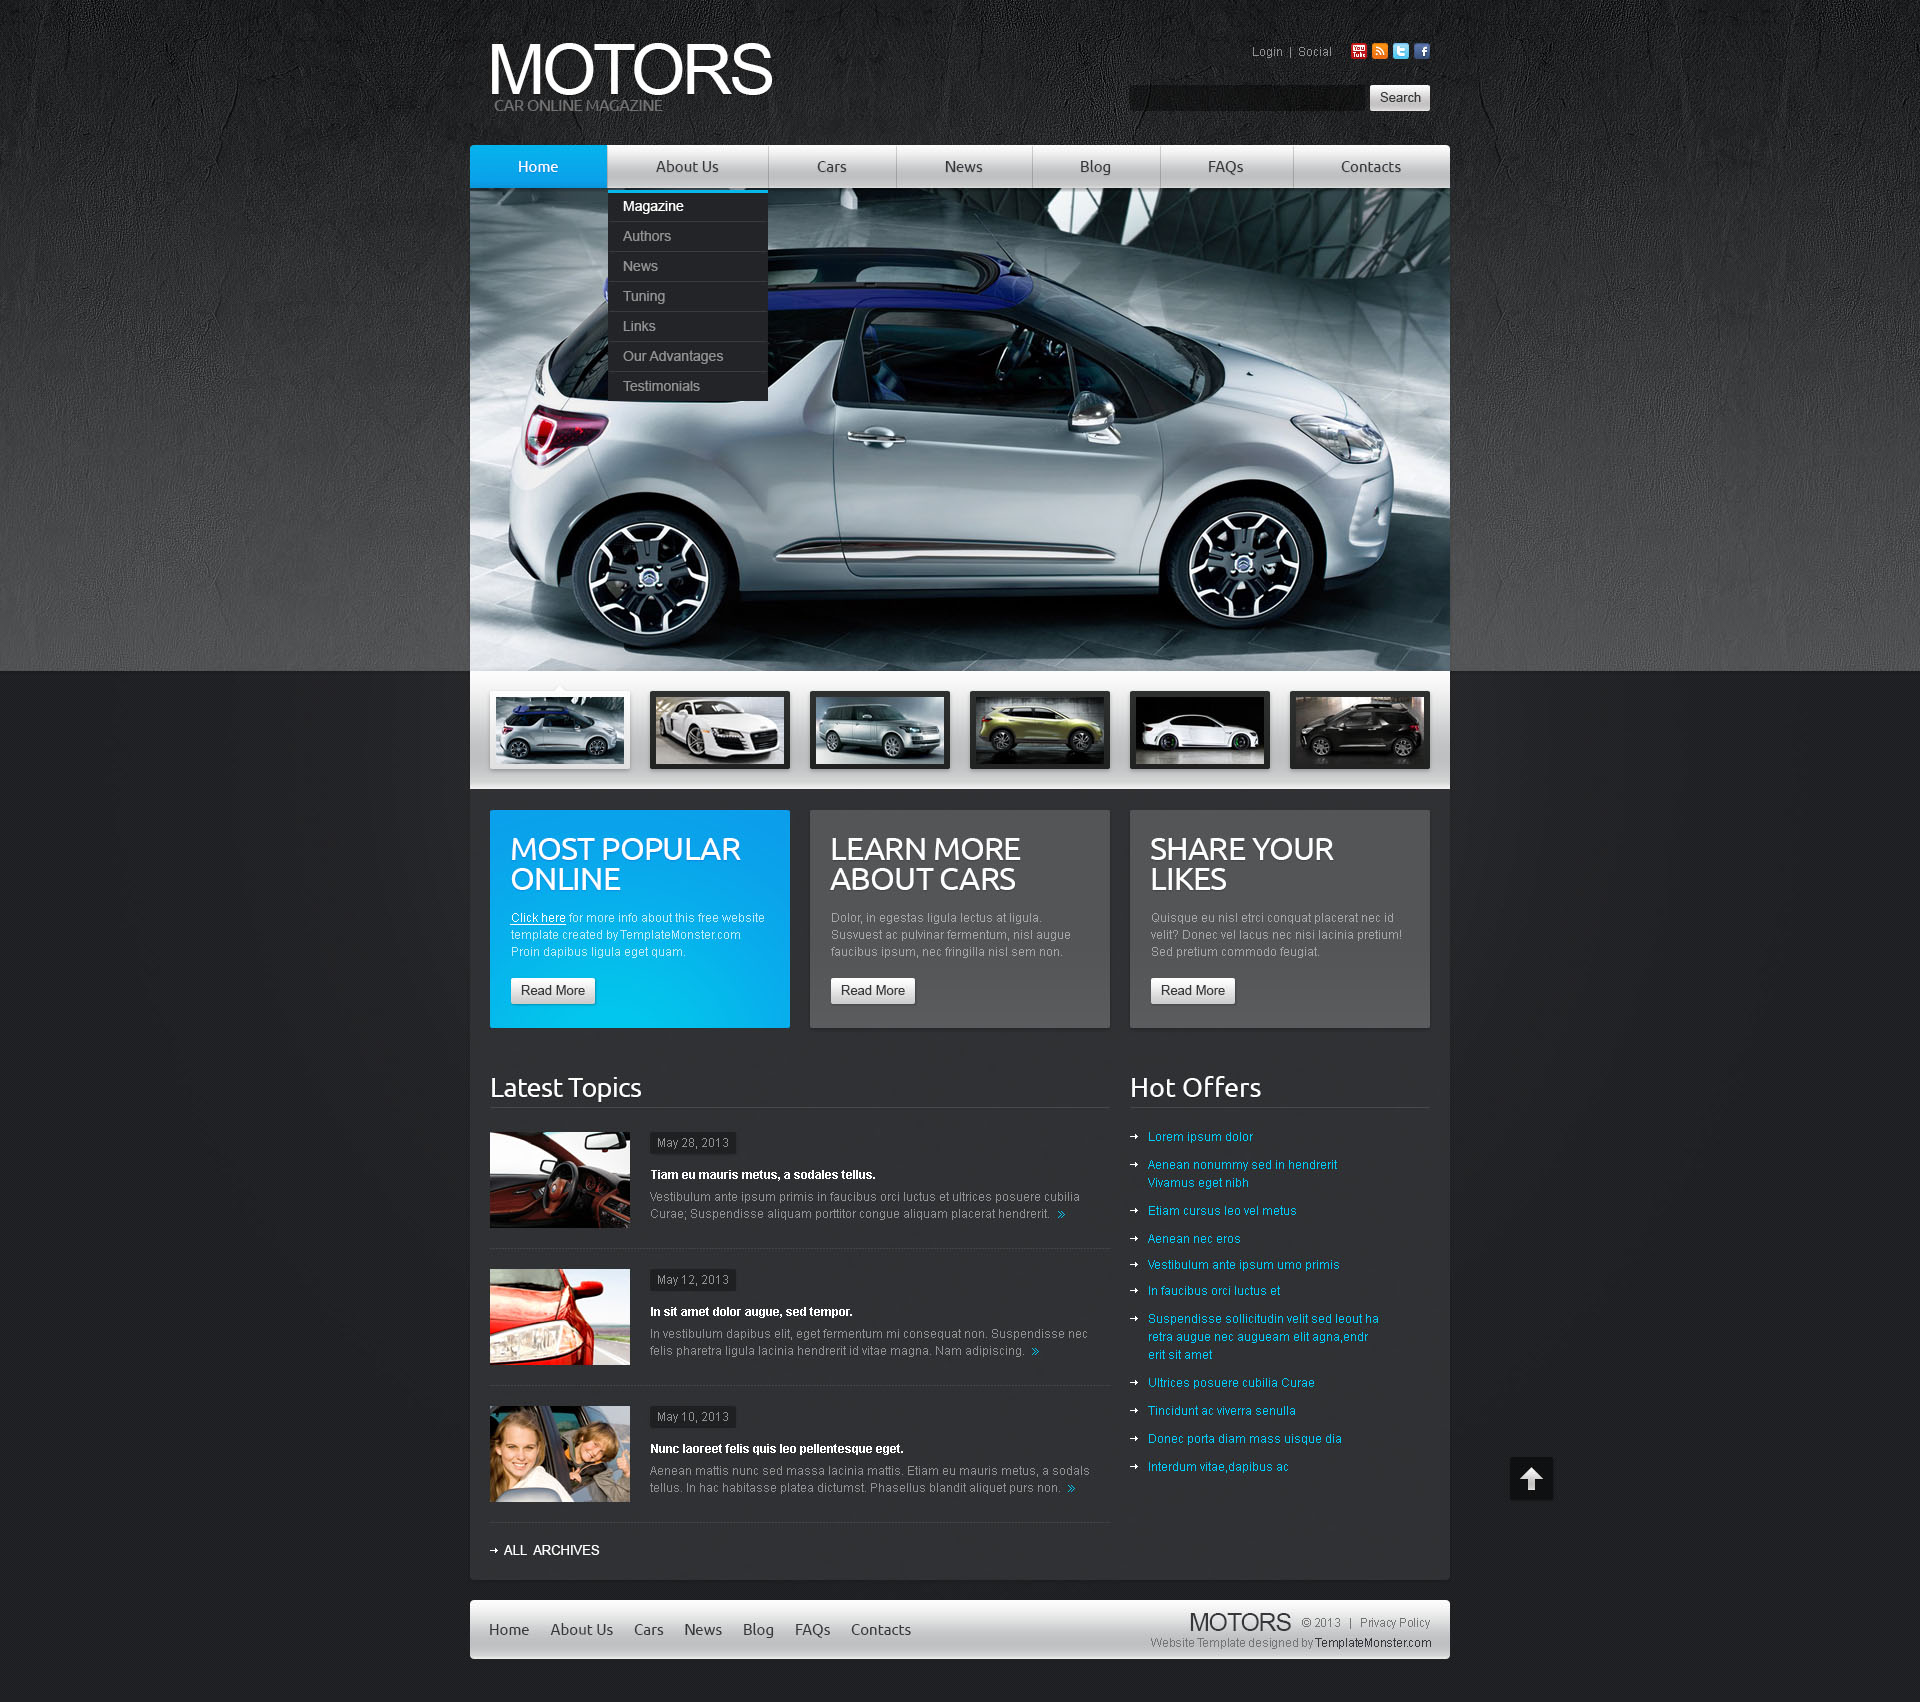 MOTORS
CAR ONLINE MAGAZINE
Login | Social
You Tube
Search
Home About Us Cars News Blog FAQs Contacts
Magazine
Authors
News
Tuning
Links
Our Advantages
Testimonials
MOST POPULAR
ONLINE
Click here for more info about this free website
template created by TemplateMonster.com
Proin dapibus ligula eget quam.
Read More
LEARN MORE
ABOUT CARS
Dolor, in egestas ligula lectus at ligula.
Susvuest ac pulvinar fermentum, nisl augue
faucibus ipsum, nec fringilla nisl sem non.
Read More
SHARE YOUR
LIKES
Quisque eu nisl etrci conquat placerat nec id
velit? Donec vel lacus nec nisi lacinia pretium!
Sed pretium commodo feugiat.
Read More
Latest Topics
May 28, 2013
Tiam eu mauris metus, a sodales tellus.
Vestibulum ante ipsum primis in faucibus orci luctus et ultrices posuere cubilia
Curae; Suspendisse aliquam porttitor congue aliquam placerat hendrerit. »
May 12, 2013
In sit amet dolor augue, sed tempor.
In vestibulum dapibus elit, eget fermentum mi consequat non. Suspendisse nec
felis pharetra ligula lacinia hendrerit id vitae magna. Nam adipiscing. »
May 10, 2013
Nunc laoreet felis quis leo pellentesque eget.
Aenean mattis nunc sed massa lacinia mattis. Etiam eu mauris metus, a sodals
tellus. In hac habitasse platea dictumst. Phasellus blandit aliquet purs non. »
ALL ARCHIVES
Hot Offers
Lorem ipsum dolor
Aenean nonummy sed in hendrerit
Vivamus eget nibh
Etiam cursus leo vel metus
Aenean nec eros
Vestibulum ante ipsum umo primis
In faucibus orci luctus et
Suspendisse sollicitudin velit sed leout ha
retra augue nec augueam elit agna,endr
erit sit amet
Ultrices posuere cubilia Curae
Tincidunt ac viverra senulla
Donec porta diam mass uisque dia
Interdum vitae,dapibus ac
Home About Us Cars News Blog FAQs Contacts
MOTORS © 2013 | Privacy Policy
Website Template designed by TemplateMonster.com